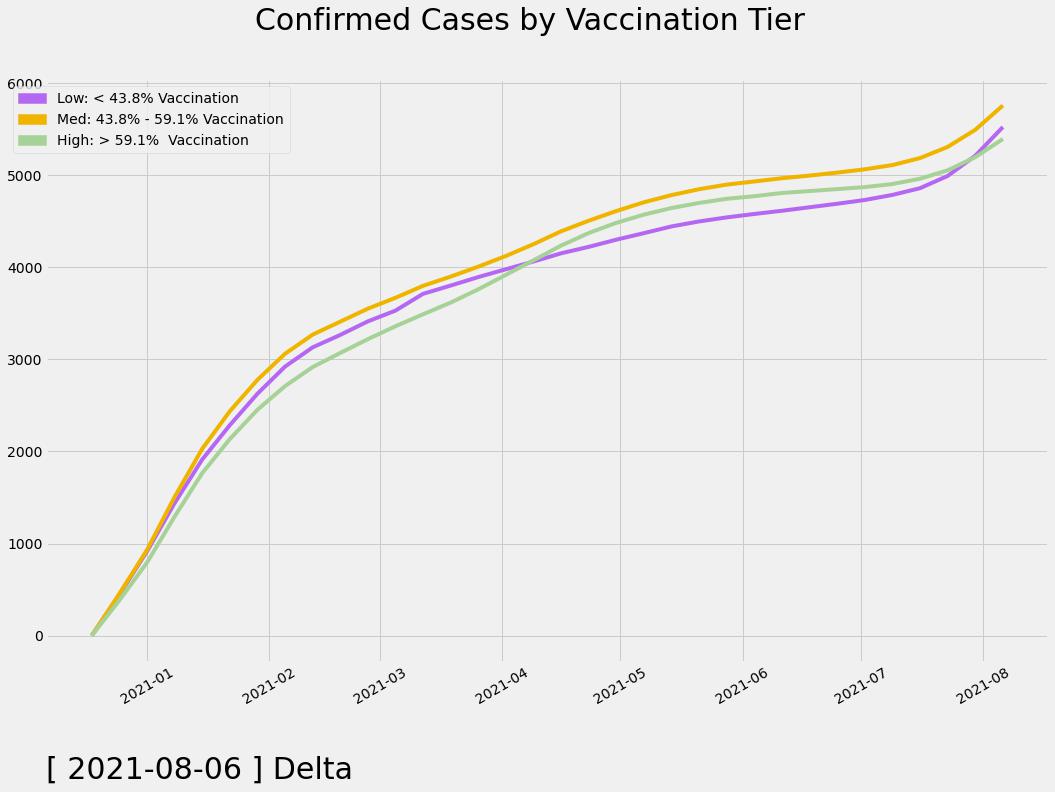 Confirmed Cases by Vaccination Tier
6000
Low: < 43.8% Vaccination
Med: 43.8% - 59.1% Vaccination
High: > 59.1%  Vaccination
5000
4000
3000
2000
1000
0
2021-01 2021-02 2021-03 2021-04 2021-05 2021-06 2021-07 2021-08
[ 2021-08-06 ] Delta